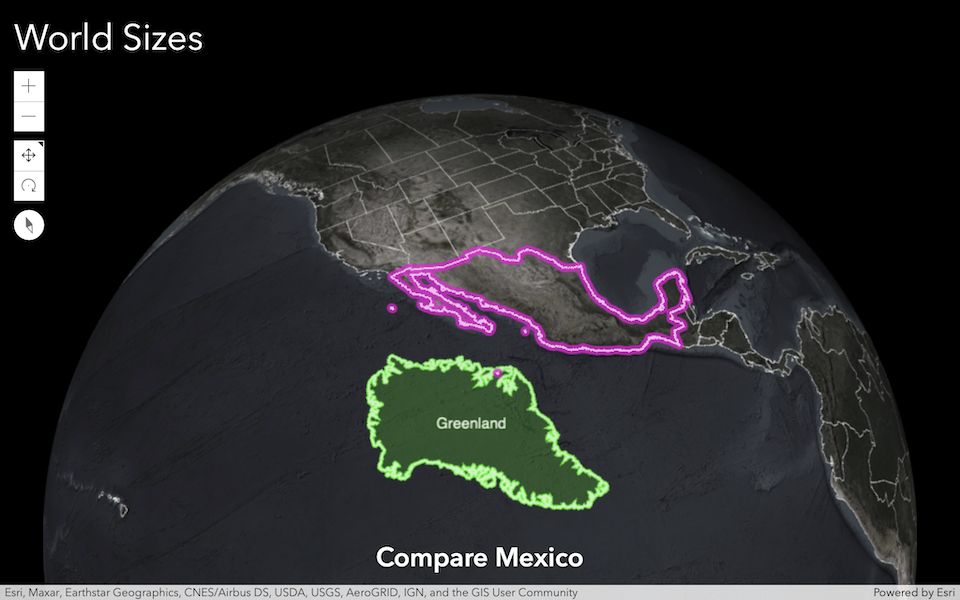 World Sizes
Greenland
Compare Mexico
Esri, Maxar, Earthstar Geographics, CNES/Airbus DS, USDA, USGS, AeroGRID, IGN, and the GIS User Community
Powered by Esri